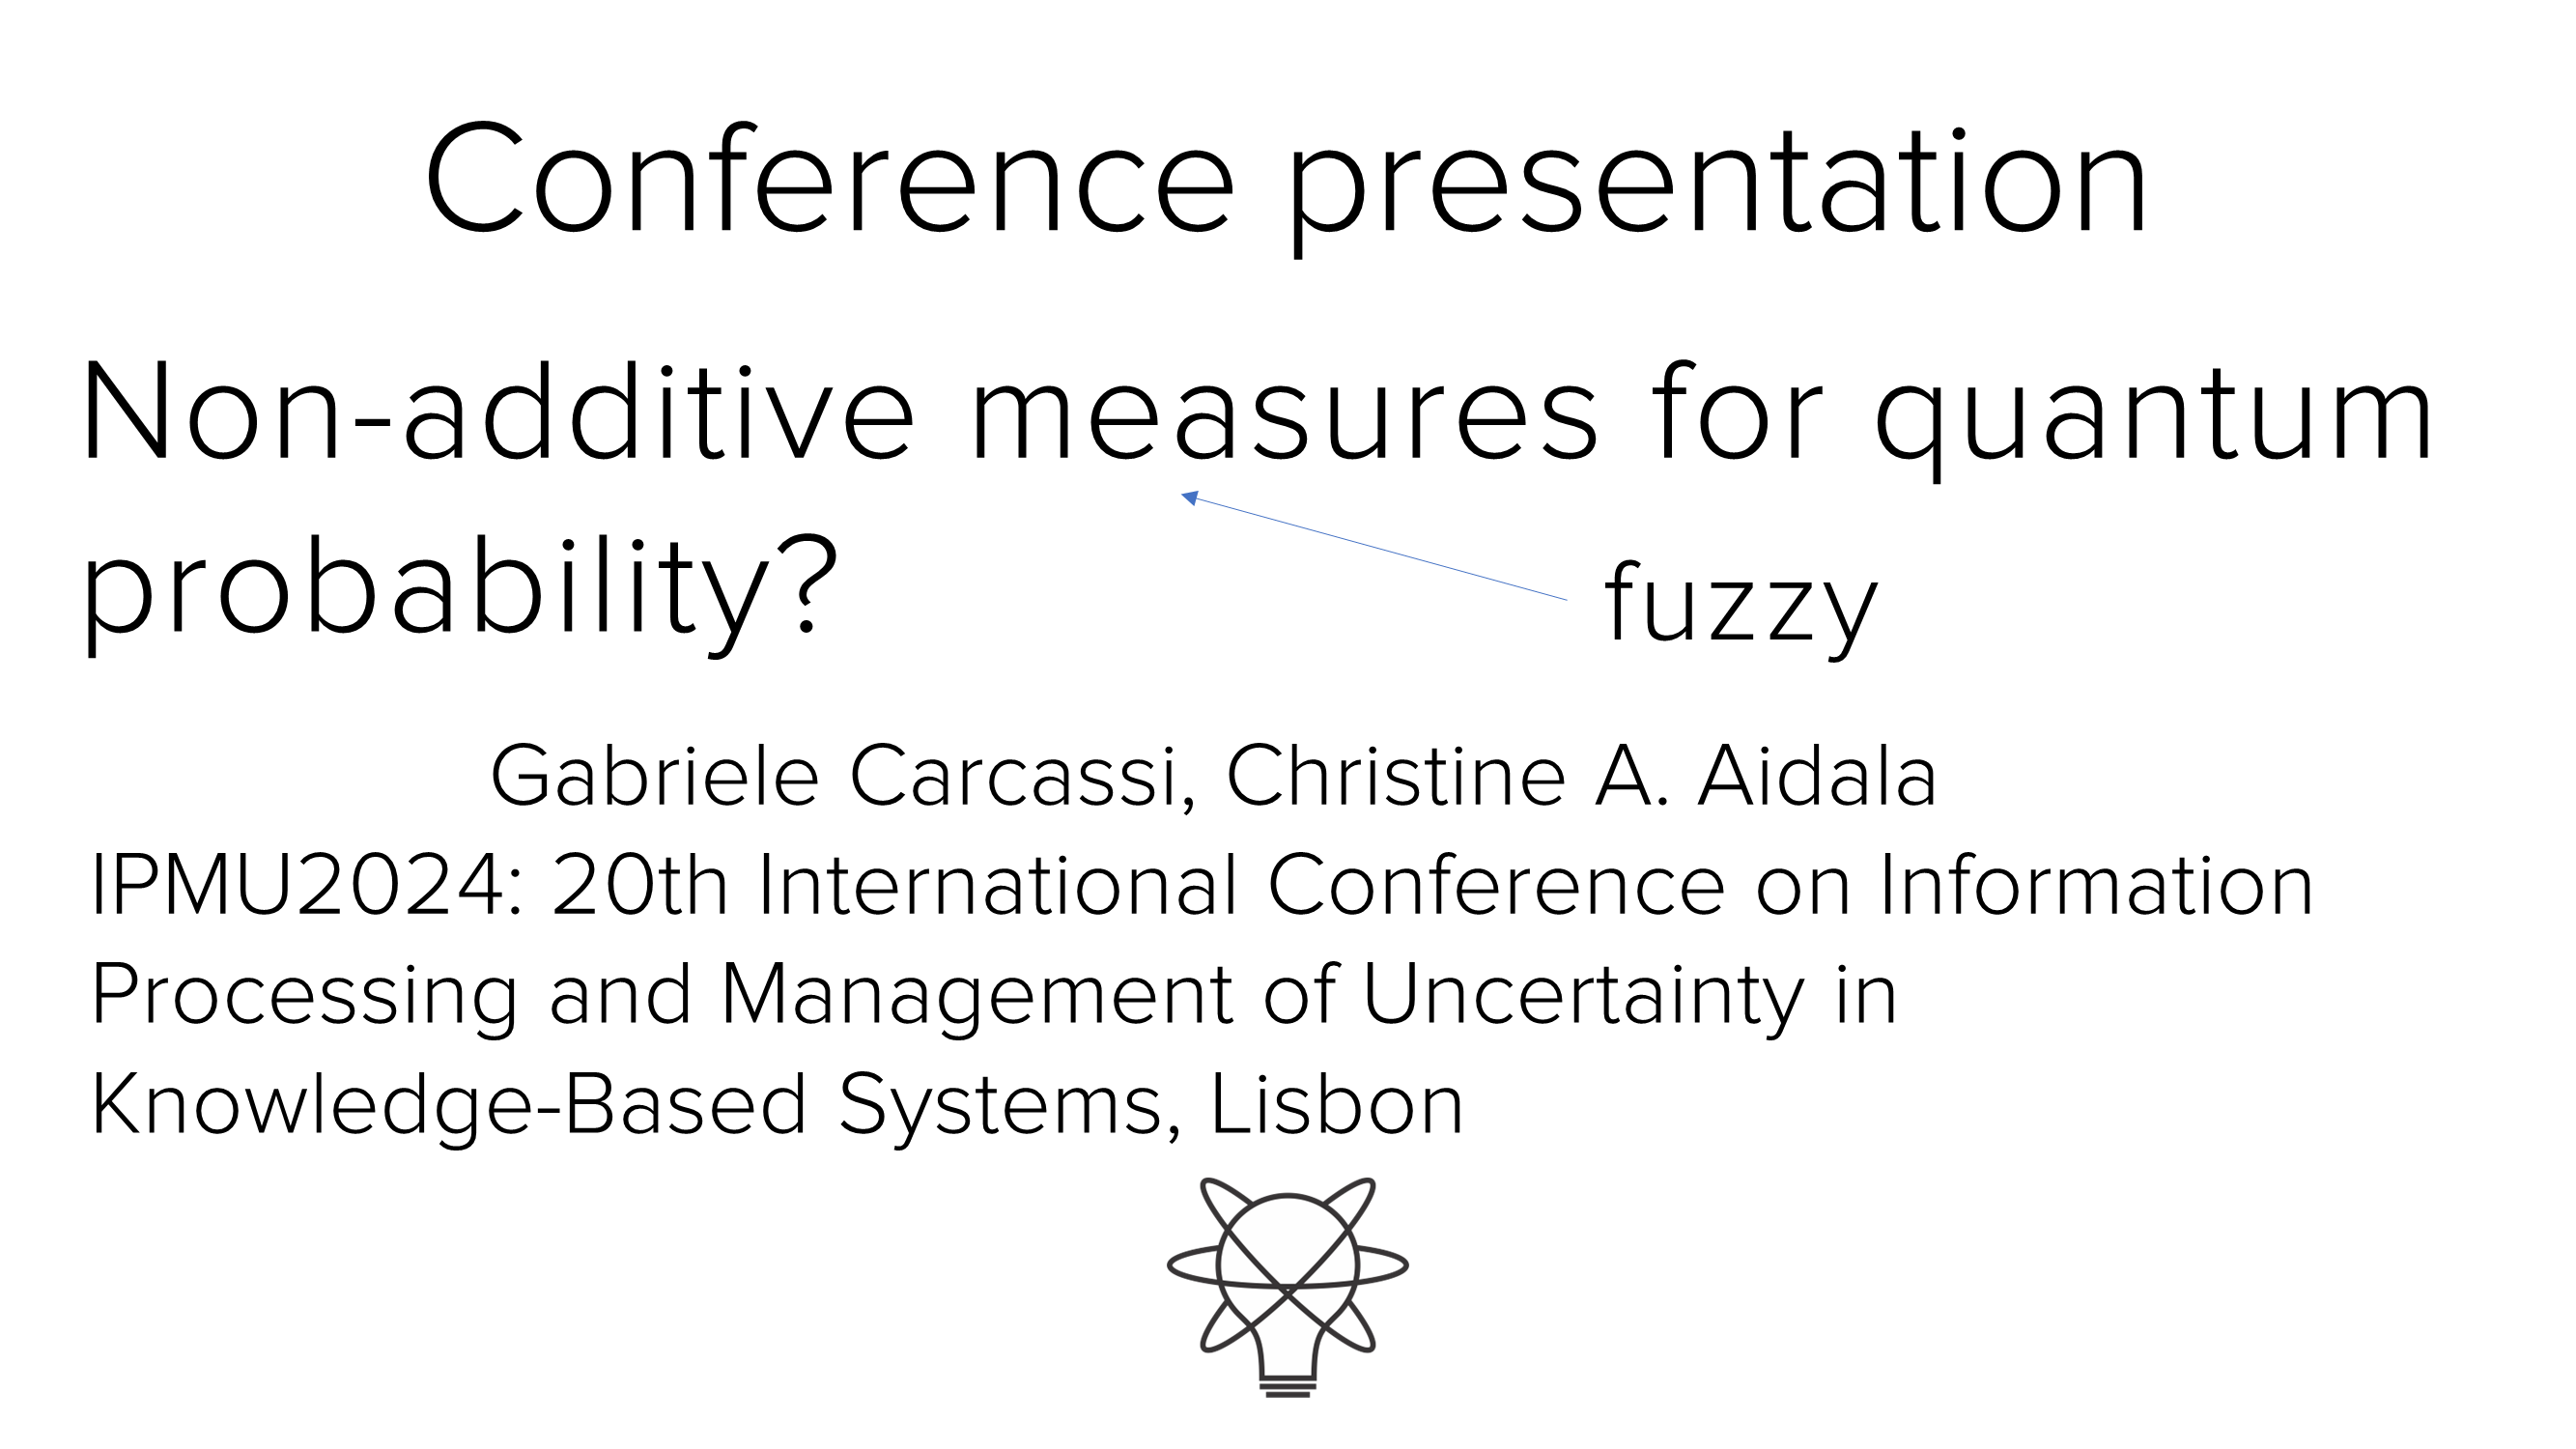 Conference presentation
Non-additive measures for quantum
probability?
fuzzy
Gabriele Carcassi, Christine A. Aidala
IPMU2024: 20th International Conference on Information
Processing and Management of Uncertainty in
Knowledge-Based Systems, Lisbon